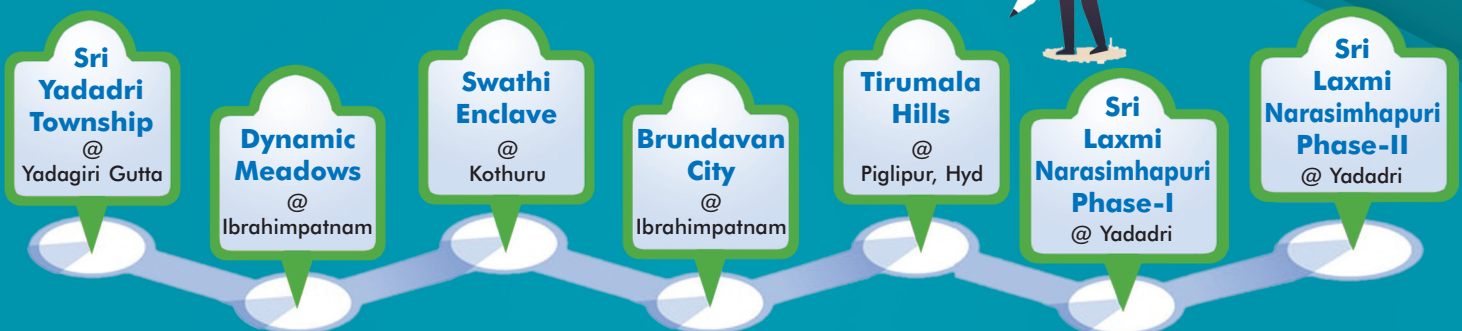 Sri
Yadadri
Township
@
Yadagiri Gutta
Dynamic
Meadows
@
Ibrahimpatnam
Swathi
Enclave
@
Kothuru
Brundavan
City
@
Ibrahimpatnam
Tirumala
Hills
@
Piglipur, Hyd
Sri
Laxmi
Narasimhapuri
Phase-I
@ Yadadri
Sri
Laxmi
Narasimhapuri
Phase-II
@ Yadadri